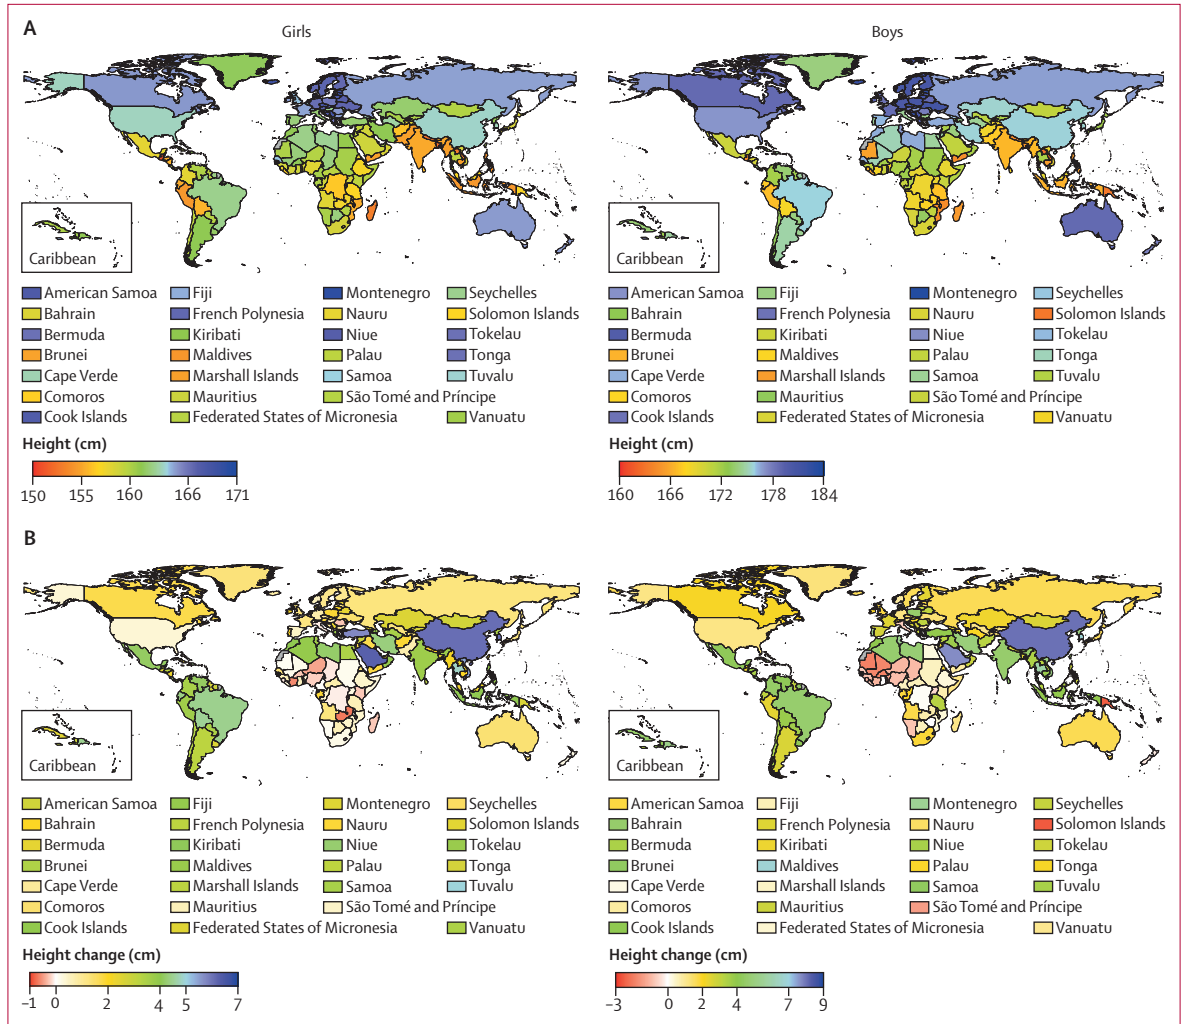 A
Girls
Boys
Caribbean
Caribbean
American Samoa Fiji Montenegro Seychelles
Bahrain French Polynesia Nauru Solomon Islands
Bermuda Kiribati Niue Tokelau
Brunei Maldives Palau Tonga
Cape Verde Marshall Islands Samoa Tuvalu
Comoros Mauritius São Tomé and Príncipe
Cook Islands Federated States of Micronesia Vanuatu
American Samoa Fiji Montenegro Seychelles
Bahrain French Polynesia Nauru Solomon Islands
Bermuda Kiribati Niue Tokelau
Brunei Maldives Palau Tonga
Cape Verde Marshall Islands Samoa Tuvalu
Comoros Mauritius São Tomé and Príncipe
Cook Islands Federated States of Micronesia Vanuatu
Height (cm)
150 155 160 166 171
Height (cm)
160 166 172 178 184
B
Caribbean
Caribbean
American Samoa Fiji Montenegro Seychelles
Bahrain French Polynesia Nauru Solomon Islands
Bermuda Kiribati Niue Tokelau
Brunei Maldives Palau Tonga
Cape Verde Marshall Islands Samoa Tuvalu
Comoros Mauritius São Tomé and Príncipe
Cook Islands Federated States of Micronesia Vanuatu
American Samoa Fiji Montenegro Seychelles
Bahrain French Polynesia Nauru Solomon Islands
Bermuda Kiribati Niue Tokelau
Brunei Maldives Palau Tonga
Cape Verde Marshall Islands Samoa Tuvalu
Comoros Mauritius São Tomé and Príncipe
Cook Islands Federated States of Micronesia Vanuatu
Height change (cm)
–1 0 2 4 5 7
Height change (cm)
–3 0 2 4 7 9